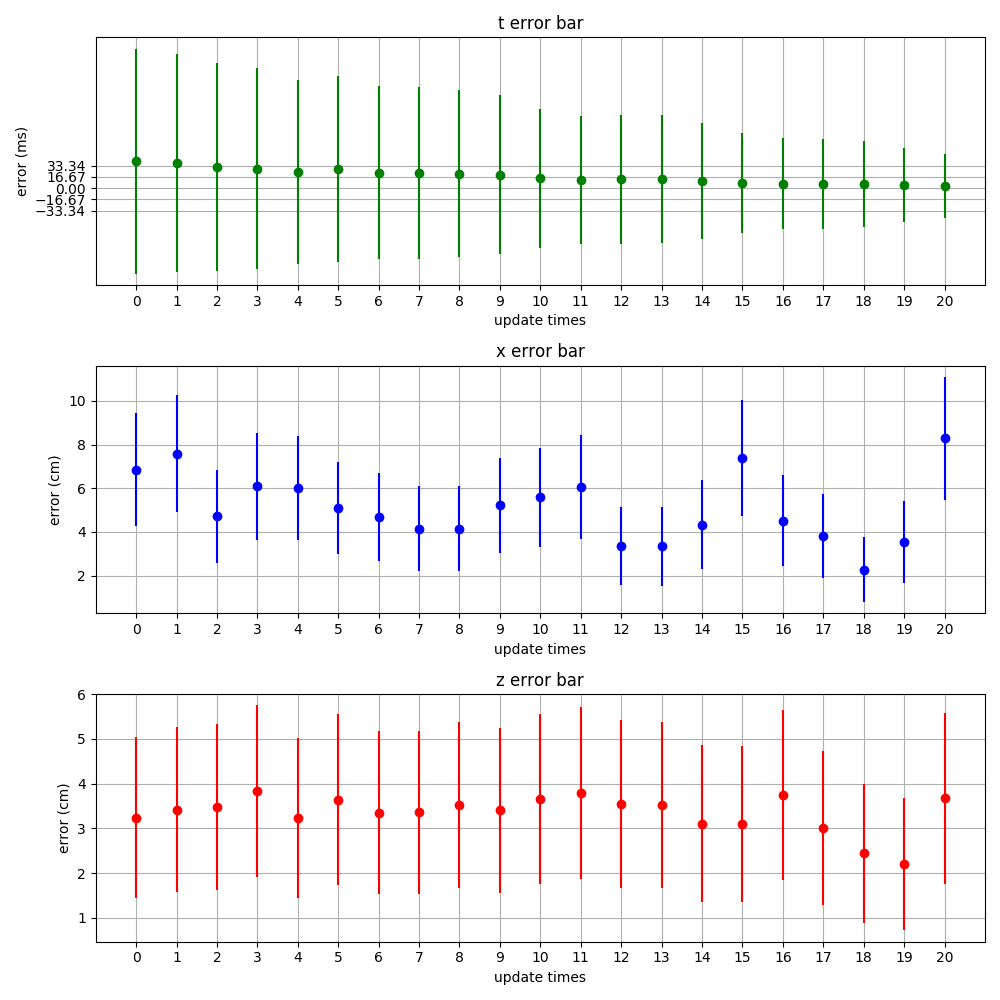 t error bar
error (ms)
33.34
16.67
0.00
−16.67
−33.34
0 1 2 3 4 5 6 7 8 9 10 11 12 13 14 15 16 17 18 19 20
update times
x error bar
error (cm)
10
8
6
4
2
0 1 2 3 4 5 6 7 8 9 10 11 12 13 14 15 16 17 18 19 20
update times
z error bar
error (cm)
6
5
4
3
2
1
0 1 2 3 4 5 6 7 8 9 10 11 12 13 14 15 16 17 18 19 20
update times